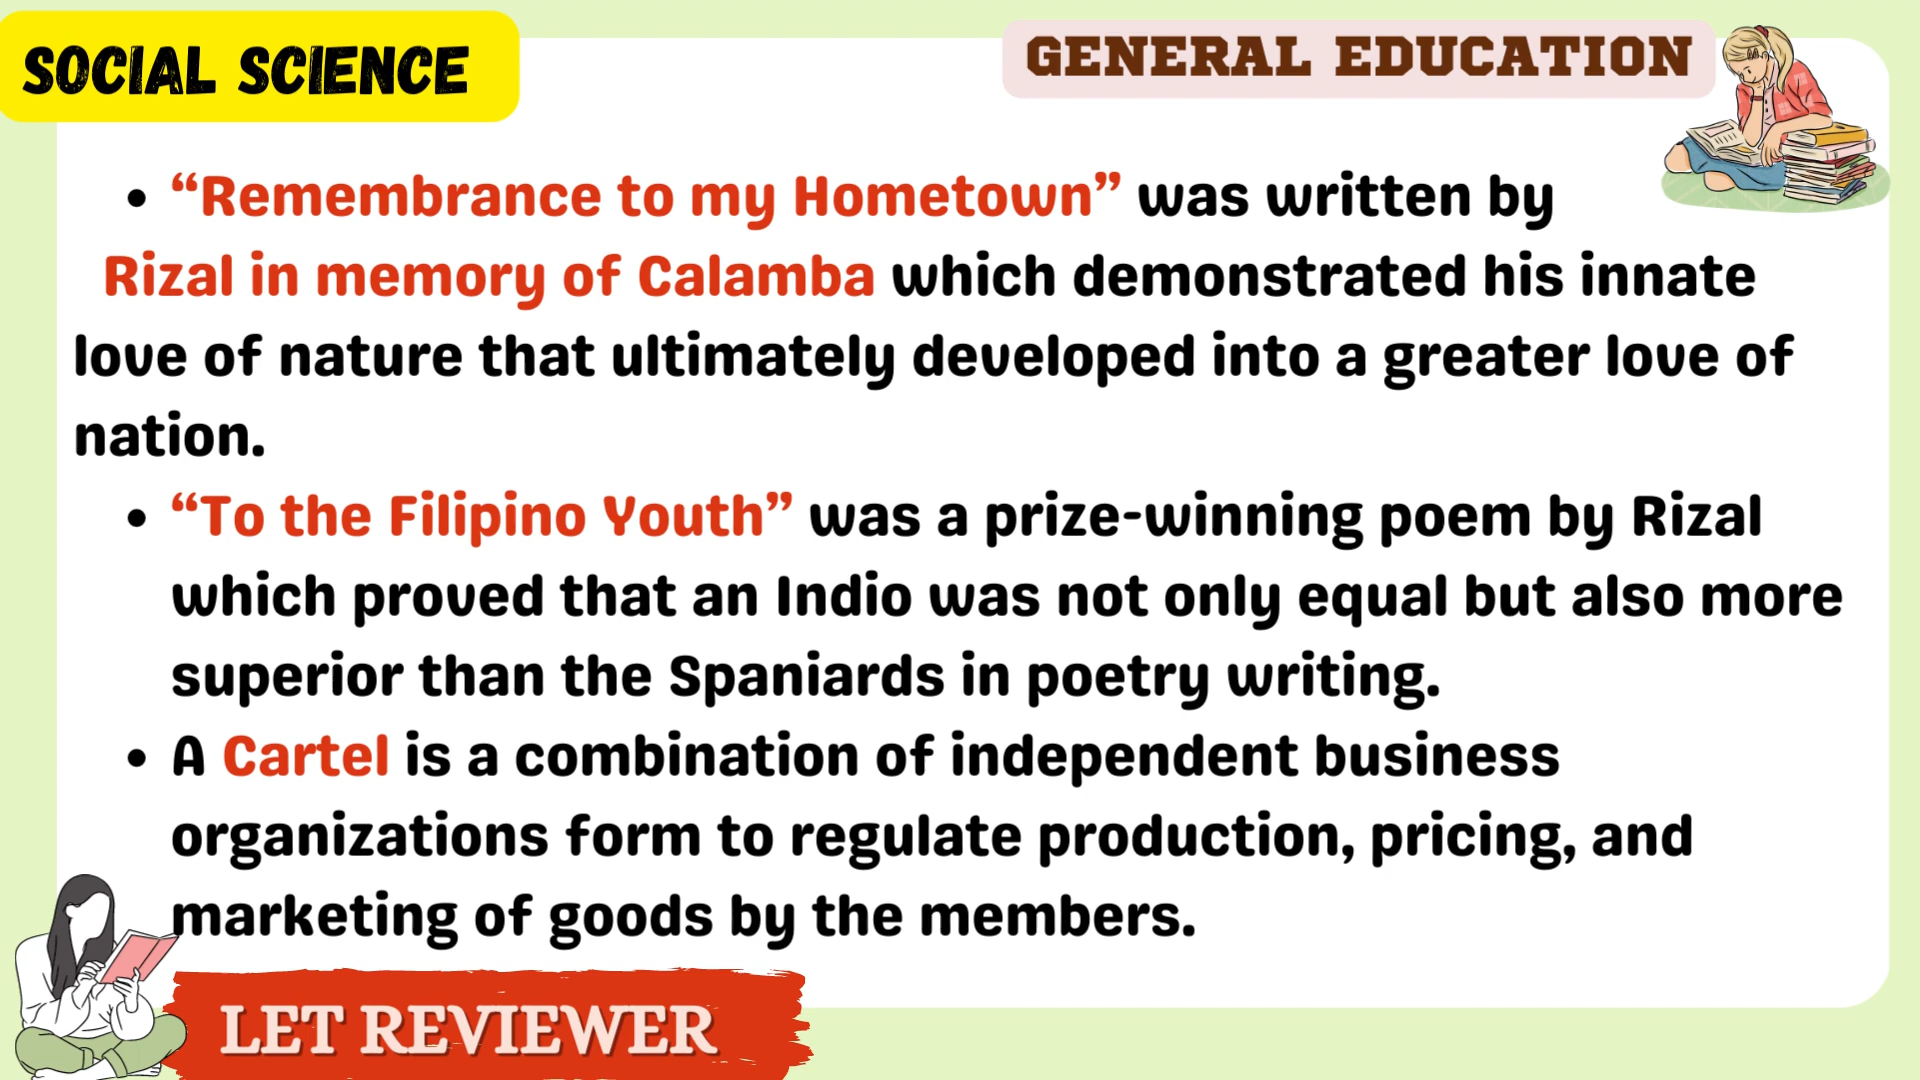 SOCIAL SCIENCE
GENERAL EDUCATION
• “Remembrance to my Hometown” was written by
Rizal in memory of Calamba which demonstrated his innate
love of nature that ultimately developed into a greater love of
nation.
• “To the Filipino Youth” was a prize-winning poem by Rizal
which proved that an Indio was not only equal but also more
superior than the Spaniards in poetry writing.
• A Cartel is a combination of independent business
organizations form to regulate production, pricing, and
marketing of goods by the members.
LET REVIEWER